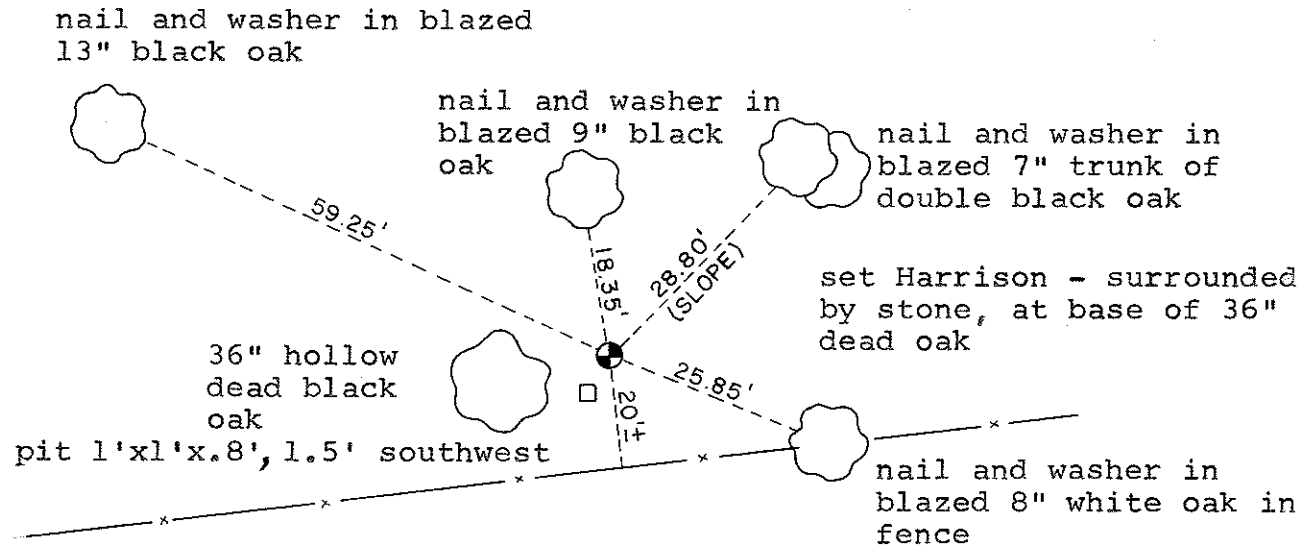 nail and washer in blazed
13" black oak
nail and washer in
blazed 9" black
oak
nail and washer in
blazed 7" trunk of
double black oak
59.25'
18.35'
28.80'
(SLOPE)
set Harrison - surrounded
by stone, at base of 36"
dead oak
36" hollow
dead black
oak
25.85'
20'±
pit 1'x1'x.8', 1.5' southwest
nail and washer in
blazed 8" white oak in
fence